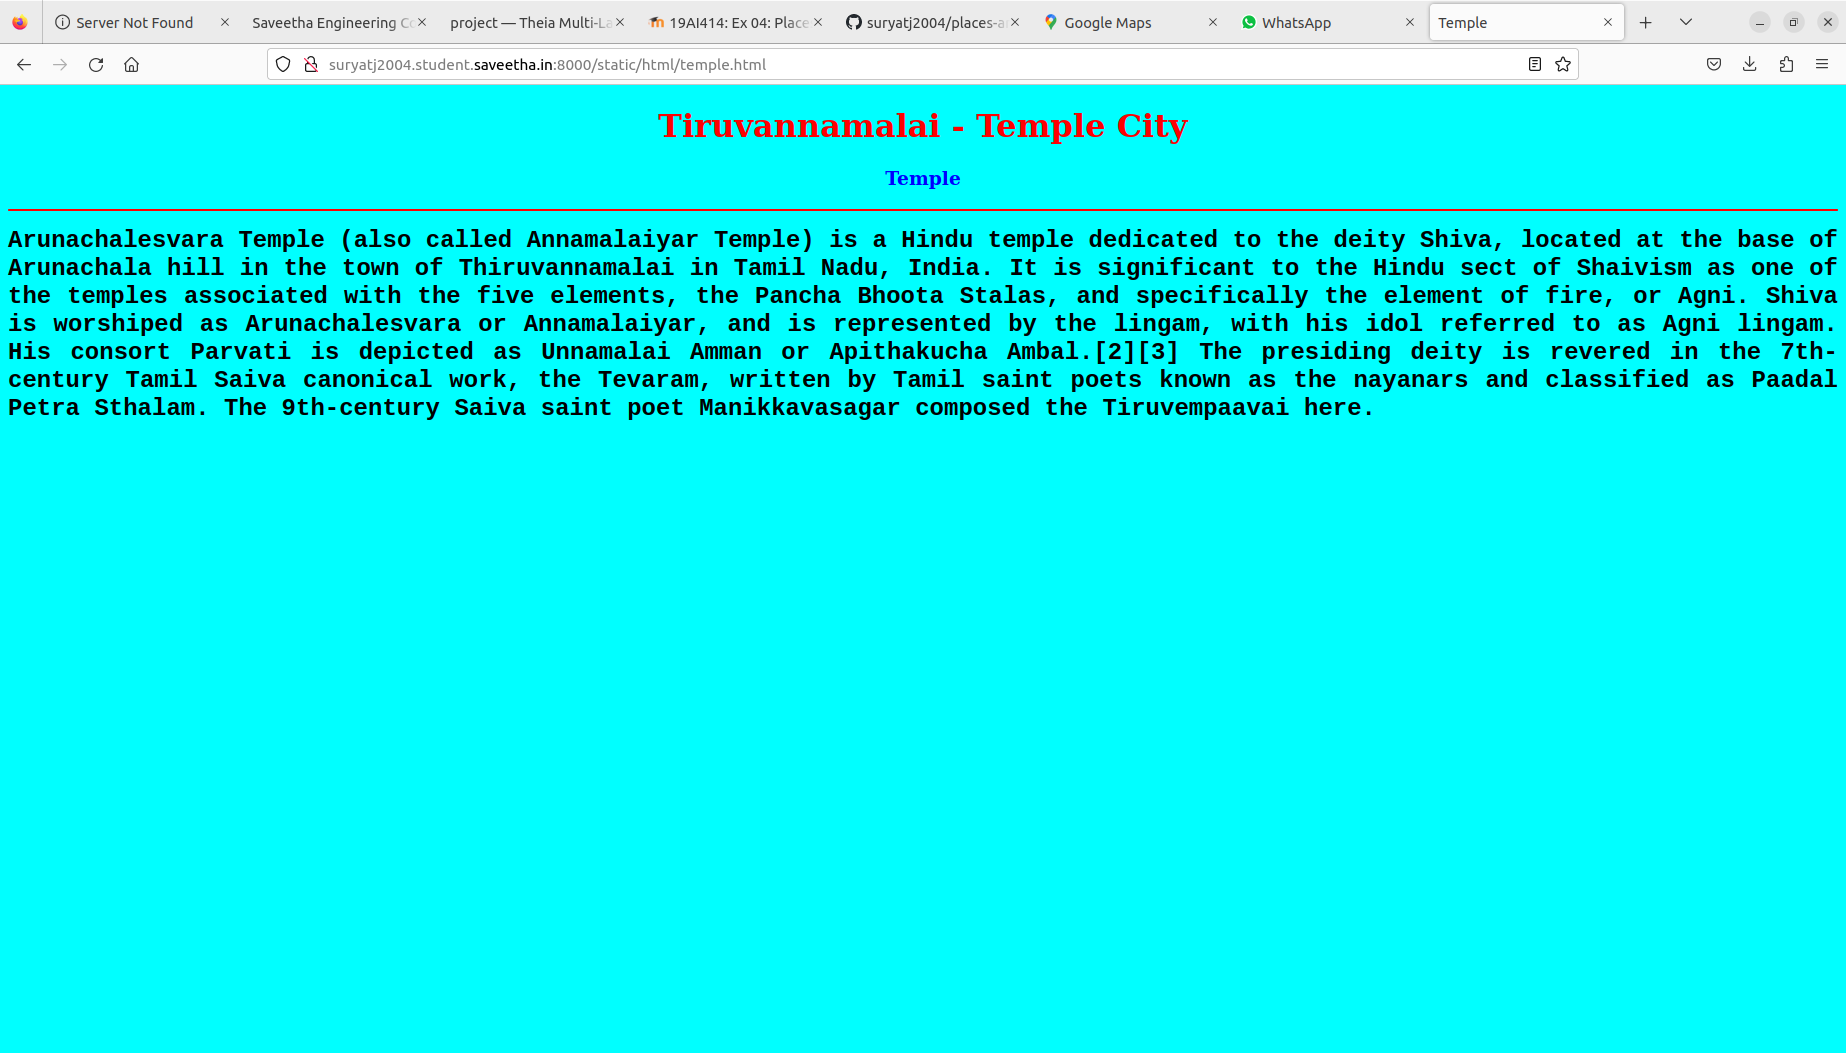 Server Not Found
Saveetha Engineering Co
project — Theia Multi-La
19AI414: Ex 04: Place
suryatj2004/places-a
Google Maps
WhatsApp
Temple
suryatj2004.student.saveetha.in:8000/static/html/temple.html
Tiruvannamalai - Temple City
Temple
Arunachalesvara Temple (also called Annamalaiyar Temple) is a Hindu temple dedicated to the deity Shiva, located at the base of
Arunachala hill in the town of Thiruvannamalai in Tamil Nadu, India. It is significant to the Hindu sect of Shaivism as one of
the temples associated with the five elements, the Pancha Bhoota Stalas, and specifically the element of fire, or Agni. Shiva
is worshiped as Arunachalesvara or Annamalaiyar, and is represented by the lingam, with his idol referred to as Agni lingam.
His consort Parvati is depicted as Unnamalai Amman or Apithakucha Ambal.[2][3] The presiding deity is revered in the 7th-
century Tamil Saiva canonical work, the Tevaram, written by Tamil saint poets known as the nayanars and classified as Paadal
Petra Sthalam. The 9th-century Saiva saint poet Manikkavasagar composed the Tiruvempaavai here.